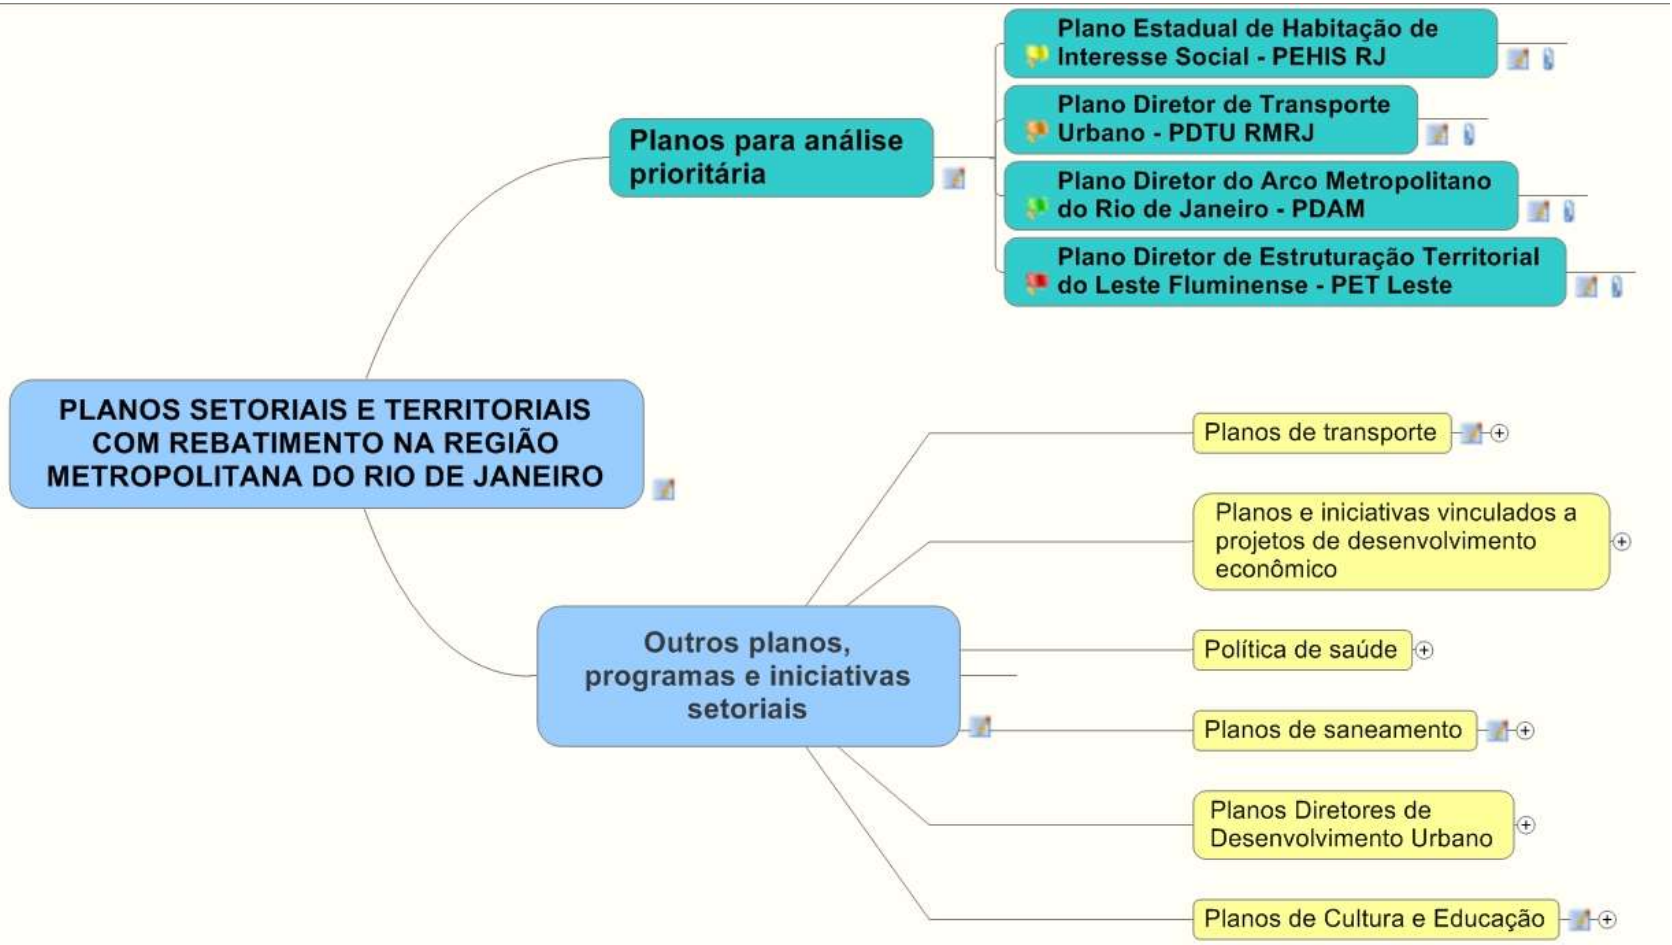 Plano Estadual de Habitação de
Interesse Social - PEHIS RJ
Plano Diretor de Transporte
Urbano - PDTU RMRJ
Planos para análise
prioritária
Plano Diretor do Arco Metropolitano
do Rio de Janeiro - PDAM
Plano Diretor de Estruturação Territorial
do Leste Fluminense - PET Leste
PLANOS SETORIAIS E TERRITORIAIS
COM REBATIMENTO NA REGIÃO
METROPOLITANA DO RIO DE JANEIRO
Planos de transporte
Planos e iniciativas vinculados a
projetos de desenvolvimento
econômico
Outros planos,
programas e iniciativas
setoriais
Política de saúde
Planos de saneamento
Planos Diretores de
Desenvolvimento Urbano
Planos de Cultura e Educação